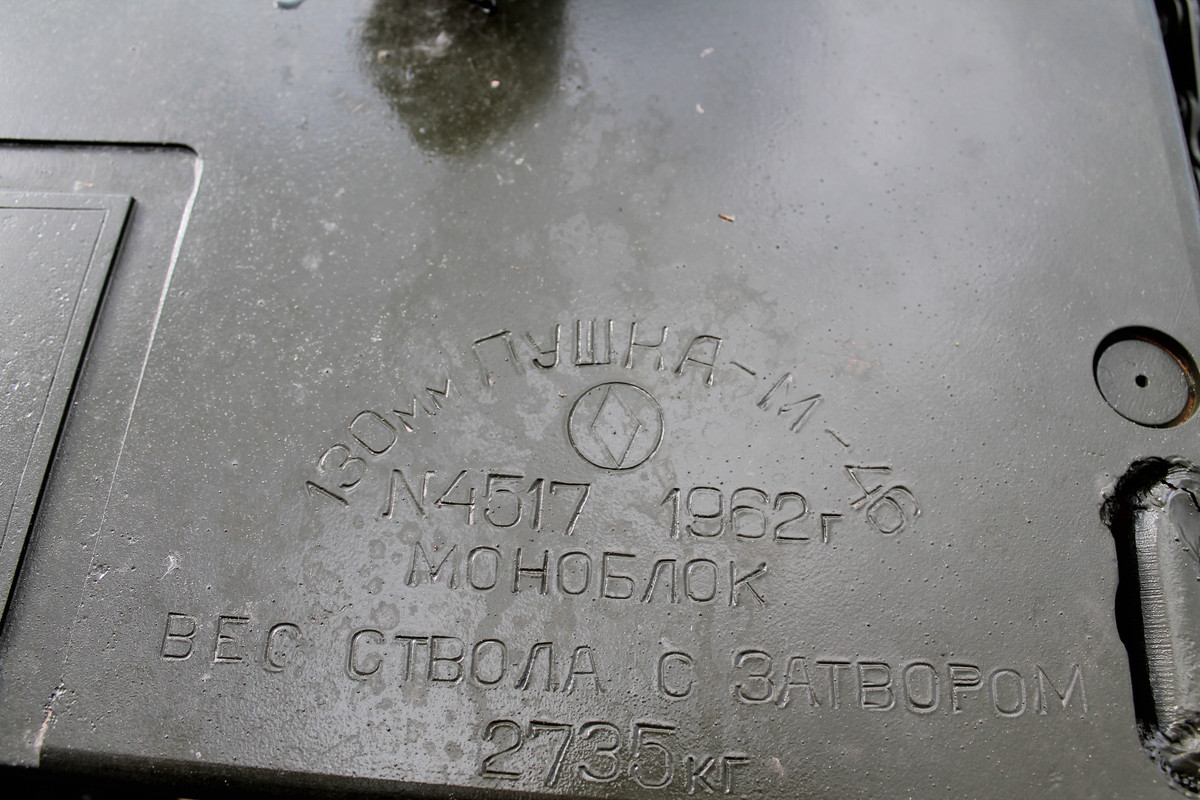 130мм ПУШКА-М-46
N4517 1962г
МОНОБЛОК
ВЕС СТВОЛА С ЗАТВОРОМ
2735кг